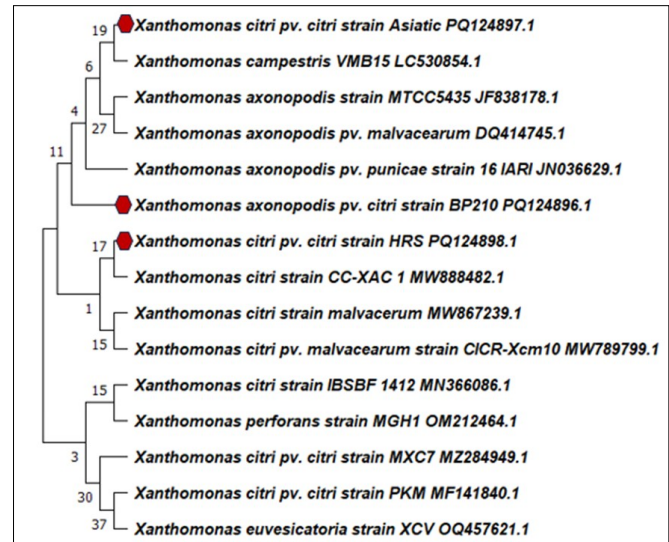 19
Xanthomonas citri pv. citri strain Asiatic PQ124897.1
Xanthomonas campestris VMB15 LC530854.1
6
Xanthomonas axonopodis strain MTCC5435 JF838178.1
4
27
Xanthomonas axonopodis pv. malvacearum DQ414745.1
11
Xanthomonas axonopodis pv. punicae strain 16 IARI JN036629.1
Xanthomonas axonopodis pv. citri strain BP210 PQ124896.1
17
Xanthomonas citri pv. citri strain HRS PQ124898.1
Xanthomonas citri strain CC-XAC 1 MW888482.1
1
Xanthomonas citri strain malvacerum MW867239.1
15
Xanthomonas citri pv. malvacearum strain CICR-Xcm10 MW789799.1
15
Xanthomonas citri strain IBSBF 1412 MN366086.1
Xanthomonas perforans strain MGH1 OM212464.1
3
Xanthomonas citri pv. citri strain MXC7 MZ284949.1
30
Xanthomonas citri pv. citri strain PKM MF141840.1
37
Xanthomonas euvesicatoria strain XCV OQ457621.1